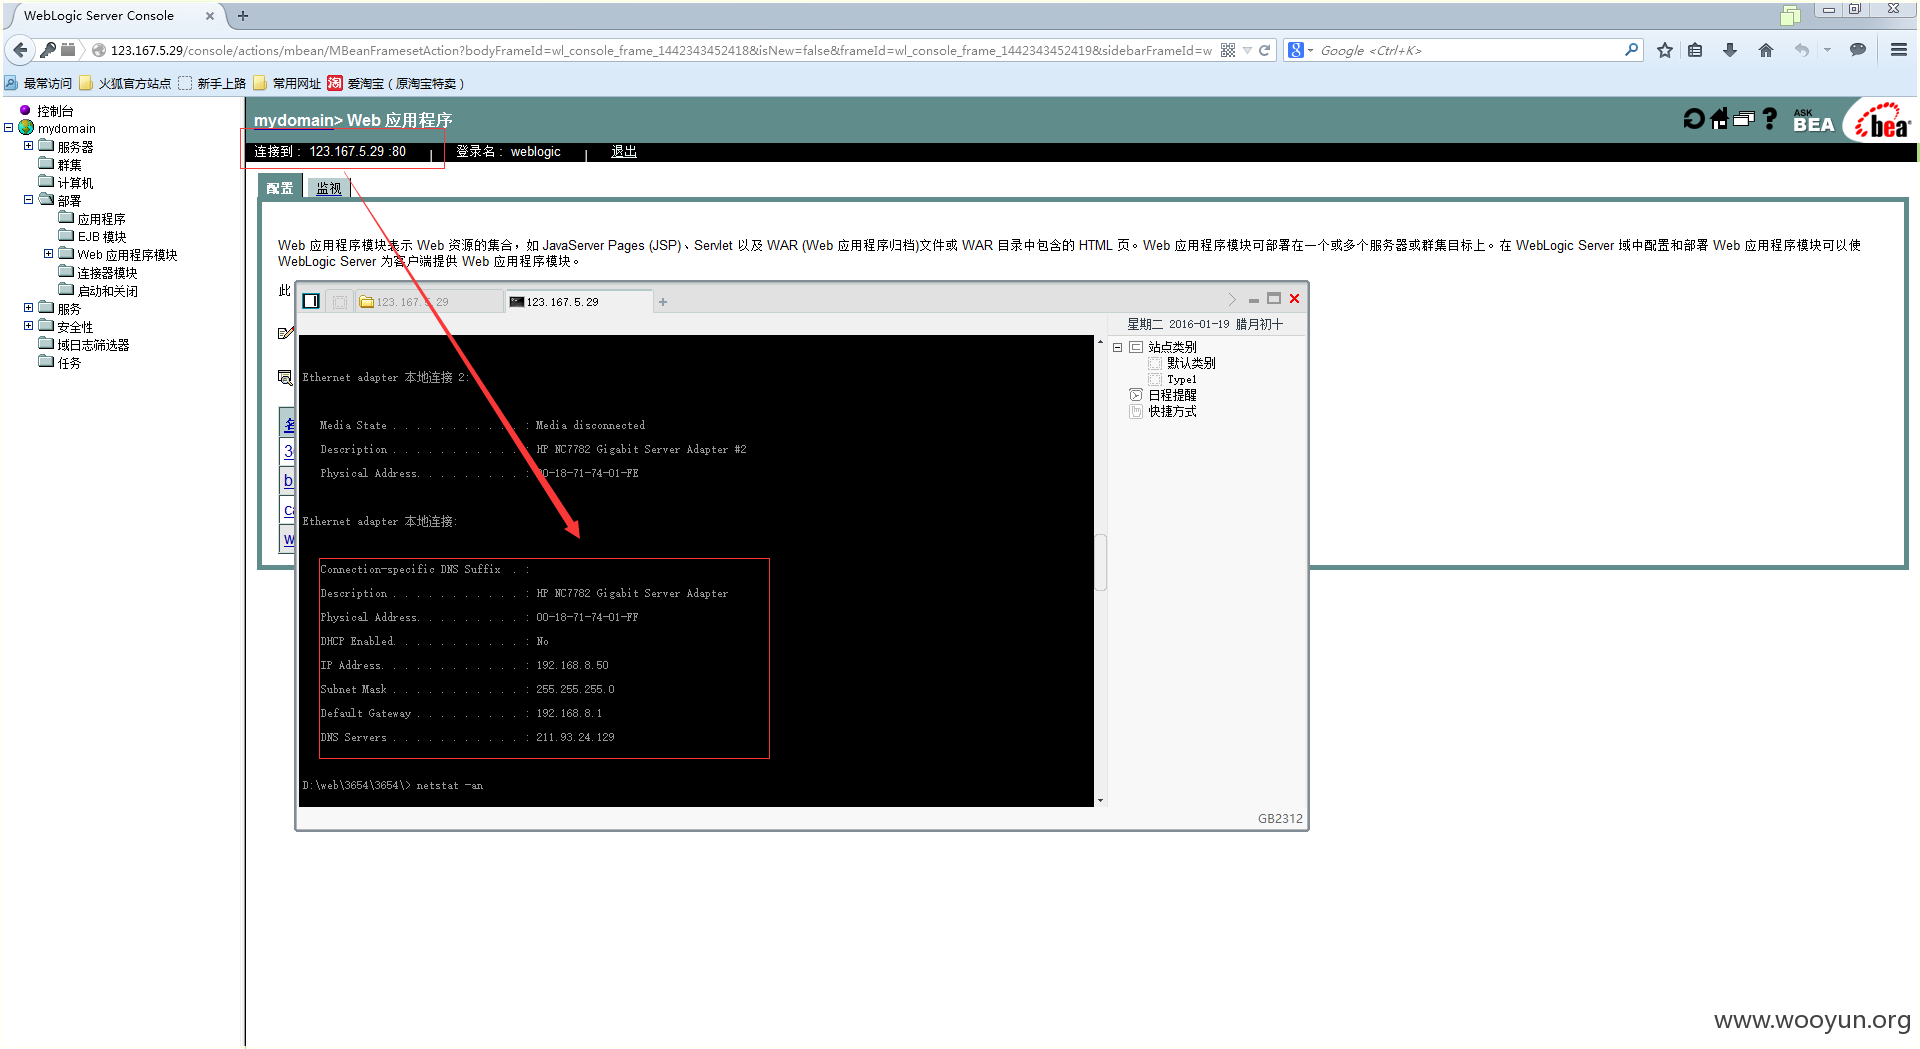 WebLogic Server Console
123.167.5.29/console/actions/mbean/MBeanFramesetAction?bodyFrameId=wl_console_frame_1442343452418&isNew=false&frameId=wl_console_frame_1442343452419&sidebarFrameId=w
Google <Ctrl+K>
最常访问 火狐官方站点 新手上路 常用网址 淘 爱淘宝（原淘宝特卖）
控制台
mydomain
服务器
群集
计算机
部署
应用程序
EJB 模块
Web 应用程序模块
连接器模块
启动和关闭
服务
安全性
域日志筛选器
任务
mydomain> Web 应用程序
ASK BEA
bea
连接到： 123.167.5.29 :80 | 登录名： weblogic | 退出
配置 监视
Web 应用程序模块表示 Web 资源的集合，如 JavaServer Pages (JSP)、Servlet 以及 WAR (Web 应用程序归档)文件或 WAR 目录中包含的 HTML 页。Web 应用程序模块可部署在一个或多个服务器或群集目标上。在 WebLogic Server 域中配置和部署 Web 应用程序模块可以使
WebLogic Server 为客户端提供 Web 应用程序模块。
此
名
3
b
ca
w
123.167.5.29 123.167.5.29
星期二 2016-01-19 腊月初十
站点类别
默认类别
Type1
日程提醒
快捷方式
Ethernet adapter 本地连接 2:
Media State . . . . . . . . . . . : Media disconnected
Description . . . . . . . . . . . : HP NC7782 Gigabit Server Adapter #2
Physical Address. . . . . . . . . : 00-18-71-74-01-FE
Ethernet adapter 本地连接:
Connection-specific DNS Suffix . :
Description . . . . . . . . . . . : HP NC7782 Gigabit Server Adapter
Physical Address. . . . . . . . . : 00-18-71-74-01-FF
DHCP Enabled. . . . . . . . . . . : No
IP Address. . . . . . . . . . . . : 192.168.8.50
Subnet Mask . . . . . . . . . . . : 255.255.255.0
Default Gateway . . . . . . . . . : 192.168.8.1
DNS Servers . . . . . . . . . . . : 211.93.24.129
D:\web\3654\3654\> netstat -an
GB2312
www.wooyun.org